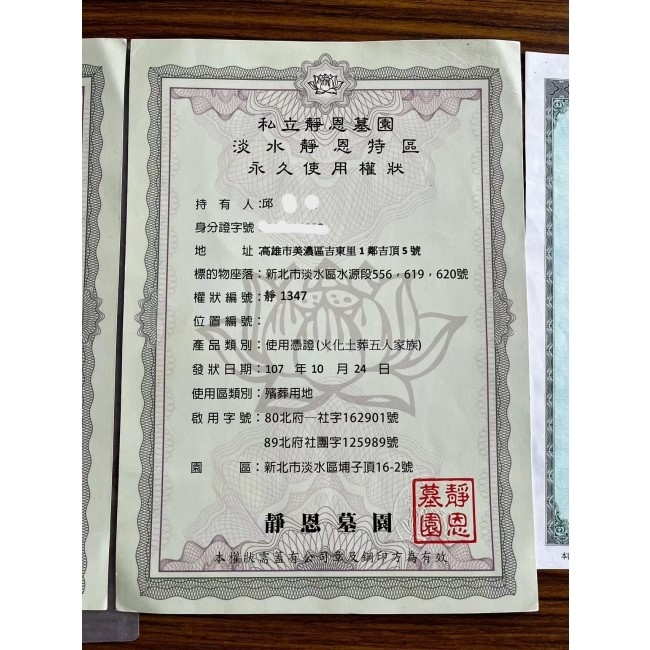 私立靜恩墓園
淡水靜恩特區
永久使用權狀
持有人:邱
身分證字號
地址:高雄市美濃區吉東里1鄰吉頂5號
標的物座落:新北市淡水區水源段556,619,620號
權狀編號:靜1347
位置編號:
產品類別:使用憑證(火化土葬五人家族)
發狀日期:107 年 10 月 24 日
使用區類別:殯葬用地
啟用字號:80北府一社字162901號
89北府社團字125989號
園區:新北市淡水區埔子頂16-2號
靜恩墓園
靜恩墓園
本權狀需蓋有公司章及鋼印方為有效